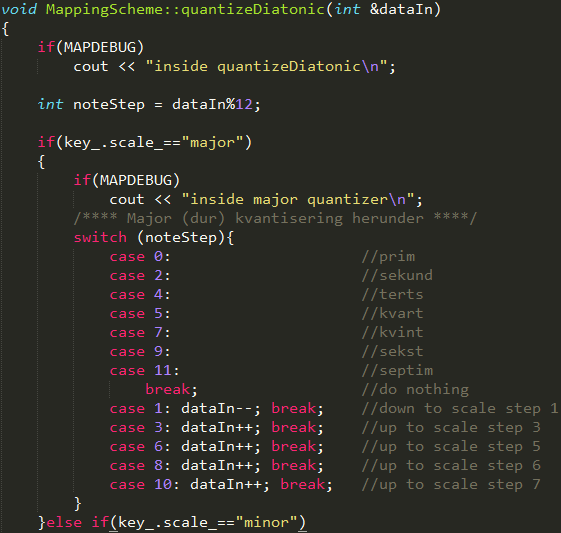 void MappingScheme::quantizeDiatonic(int &dataIn)
{
    if(MAPDEBUG)
        cout << "inside quantizeDiatonic\n";

    int noteStep = dataIn%12;

    if(key_.scale_=="major")
    {
        if(MAPDEBUG)
            cout << "inside major quantizer\n";
        /**** Major (dur) kvantisering herunder ****/
        switch (noteStep){
            case 0:                     //prim
            case 2:                     //sekund
            case 4:                     //terts
            case 5:                     //kvart
            case 7:                     //kvint
            case 9:                     //sekst
            case 11:                    //septim
                break;                  //do nothing
            case 1: dataIn--; break;    //down to scale step 1
            case 3: dataIn++; break;    //up to scale step 3
            case 6: dataIn++; break;    //up to scale step 5
            case 8: dataIn++; break;    //up to scale step 6
            case 10: dataIn++; break;   //up to scale step 7
        }
    }else if(key_.scale_=="minor")